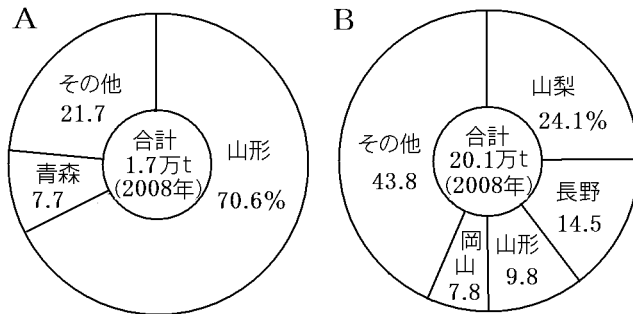 A
その他
21.7
青森
7.7
合計
1.7万t
(2008年)
山形
70.6%
B
山梨
24.1%
その他
43.8
合計
20.1万t
(2008年)
長野
14.5
岡
山
7.8
山形
9.8